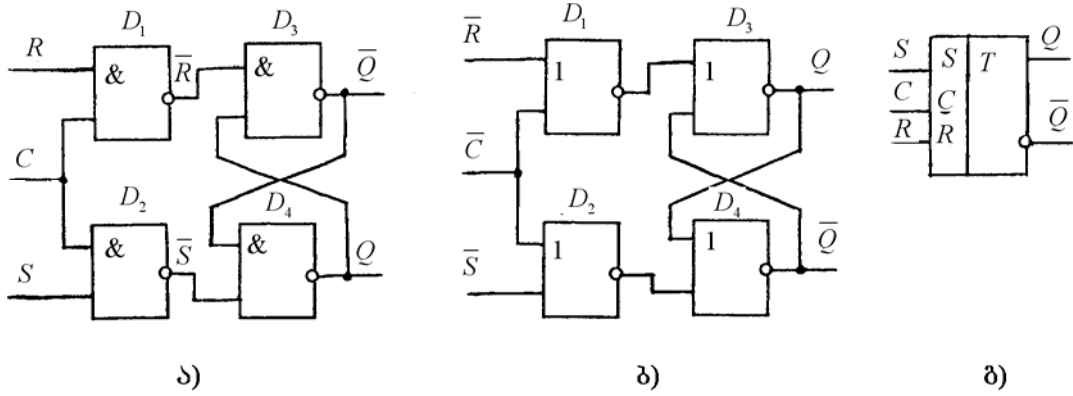 D₁ D₃
R & R̅ & Q̅
C
D₂ D₄
S & S̅ & Q
ა)
D₁ D₃
R̅ 1 1 Q
C̅
D₂ D₄
S̅ 1 1 Q̅
ბ)
S S T Q
C C
R R Q̅
გ)